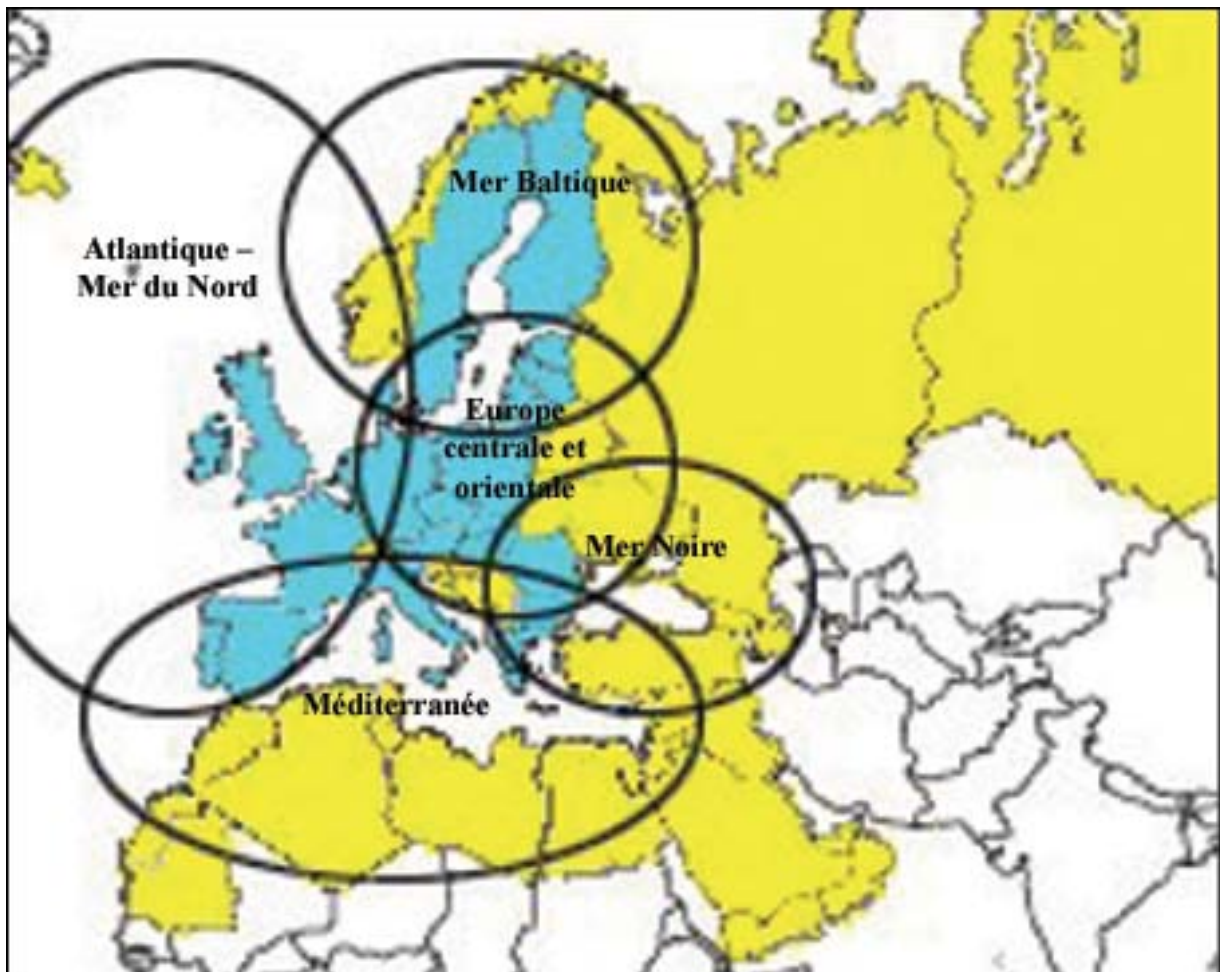 Mer Baltique
Atlantique –
Mer du Nord
Europe
centrale et
orientale
Mer Noire
Méditerranée